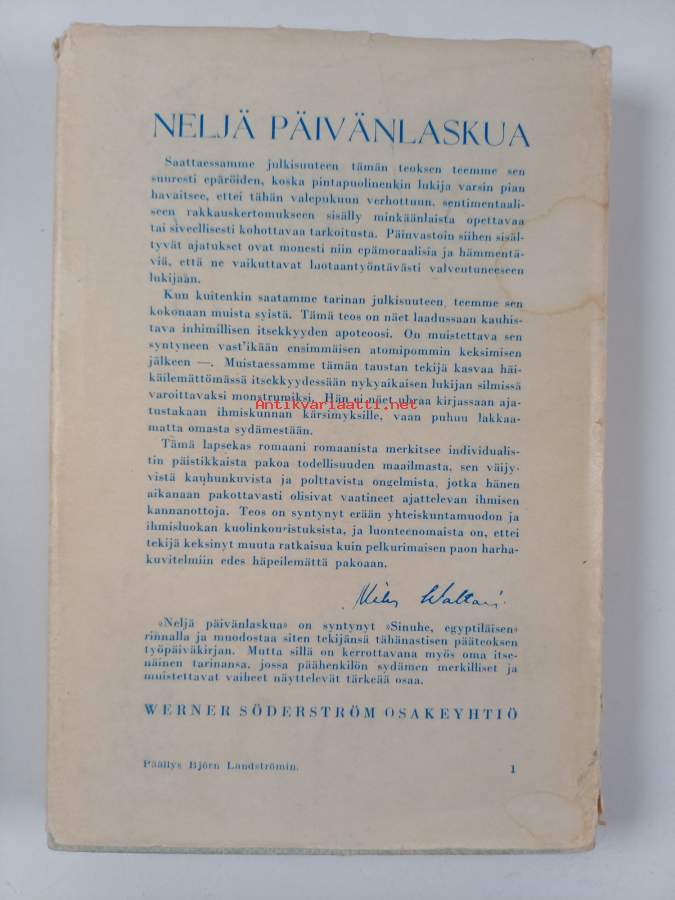 NELJÄ PÄIVÄNLASKUA
Saattaessamme julkisuuteen tämän teoksen teemme sen
suuresti epäröiden, koska pintapuolinenkin lukija varsin pian
havaitsee, ettei tähän valepukuun verhottuun, sentimentaali-
seen rakkauskertomukseen sisälly minkäänlaista opettavaa
tai siveellisesti kohottavaa tarkoitusta. Päinvastoin siihen sisäl-
tyvät ajatukset ovat monesti niin epämoraalisia ja hämmentä-
viä, että ne vaikuttavat luotaantyöntävästi valveutuneeseen
lukijaan.
Kun kuitenkin saatamme tarinan julkisuuteen, teemme sen
kokonaan muista syistä. Tämä teos on näet laadussaan kauhis-
tava inhimillisen itsekkyyden apoteoosi. On muistettava sen
syntyneen vast'ikään ensimmäisen atomipommin keksimisen
jälkeen —. Muistaessamme tämän taustan tekijä kasvaa häi-
käilemättömässä itsekkyydessään nykyaikaisen lukijan silmissä
varoittavaksi monstrumiksi. Hän ei näet uhraa kirjassaan aja-
Antikvariaatti.net
tustakaan ihmiskunnan kärsimyksille, vaan puhuu lakkaa-
matta omasta sydämestään.
Tämä lapsekas romaani romaanista merkitsee individualis-
tin päistikkaista pakoa todellisuuden maailmasta, sen väijy-
vistä kauhunkuvista ja polttavista ongelmista, jotka hänen
aikanaan pakottavasti olisivat vaatineet ajattelevan ihmisen
kannanottoja. Teos on syntynyt erään yhteiskuntamuodon ja
ihmisluokan kuolinkouristuksista, ja luonteenomaista on, ettei
tekijä keksinyt muuta ratkaisua kuin pelkurimaisen paon harha-
kuvitelmiin edes häpeilemättä pakoaan.
Mika Waltari
»Neljä päivänlaskua» on syntynyt »Sinuhe, egyptiläisen»
rinnalla ja muodostaa siten tekijänsä tähänastisen pääteoksen
työpäiväkirjan. Mutta sillä on kerrottavana myös oma itse-
näinen tarinansa, jossa päähenkilön sydämen merkilliset ja
muistettavat vaiheet näyttelevät tärkeää osaa.
WERNER SÖDERSTRÖM OSAKEYHTIÖ
Päällys Björn Landströmin.
1